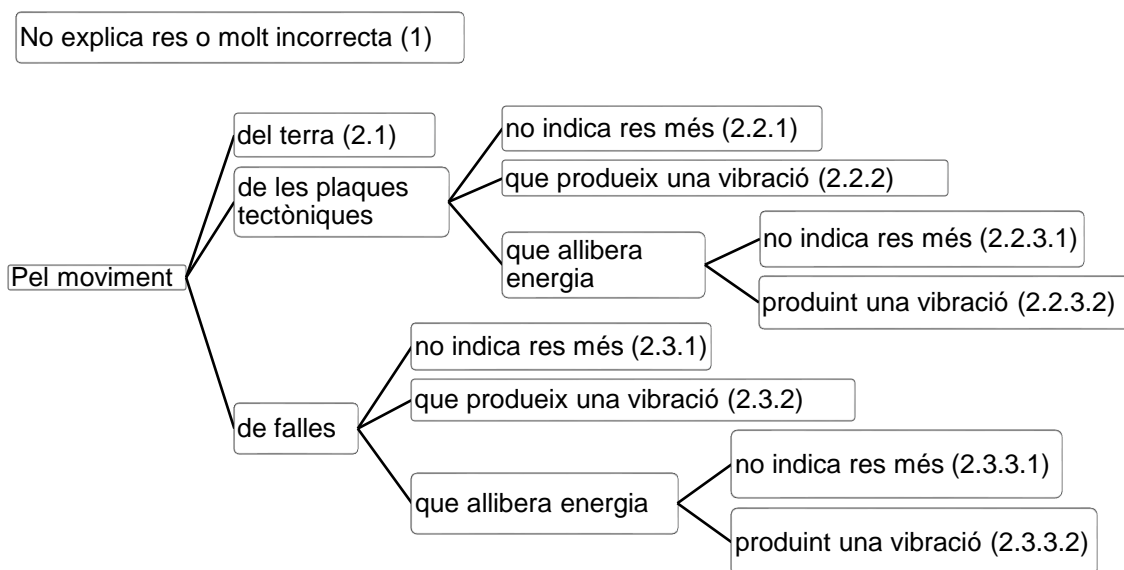 No explica res o molt incorrecta (1)
del terra (2.1)
no indica res més (2.2.1)
de les plaques
tectòniques
que produeix una vibració (2.2.2)
que allibera
energia
no indica res més (2.2.3.1)
produint una vibració (2.2.3.2)
Pel moviment
no indica res més (2.3.1)
que produeix una vibració (2.3.2)
de falles
que allibera energia
no indica res més (2.3.3.1)
produint una vibració (2.3.3.2)